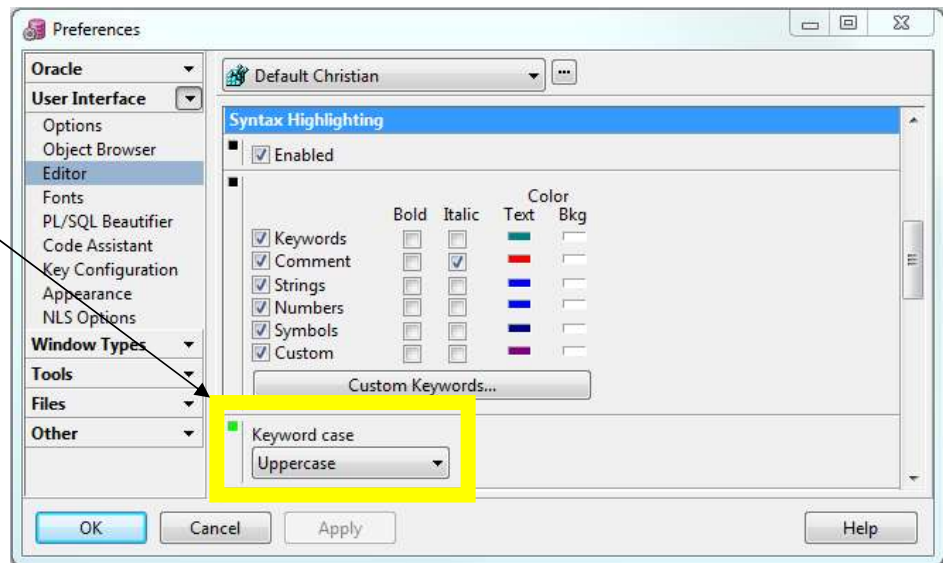 Preferences
Oracle
User Interface
Options
Object Browser
Editor
Fonts
PL/SQL Beautifier
Code Assistant
Key Configuration
Appearance
NLS Options
Window Types
Tools
Files
Other
Default Christian
...
Syntax Highlighting
Enabled
Color
Bold Italic Text Bkg
Keywords
Comment
Strings
Numbers
Symbols
Custom
Custom Keywords...
Keyword case
Uppercase
OK Cancel Apply Help